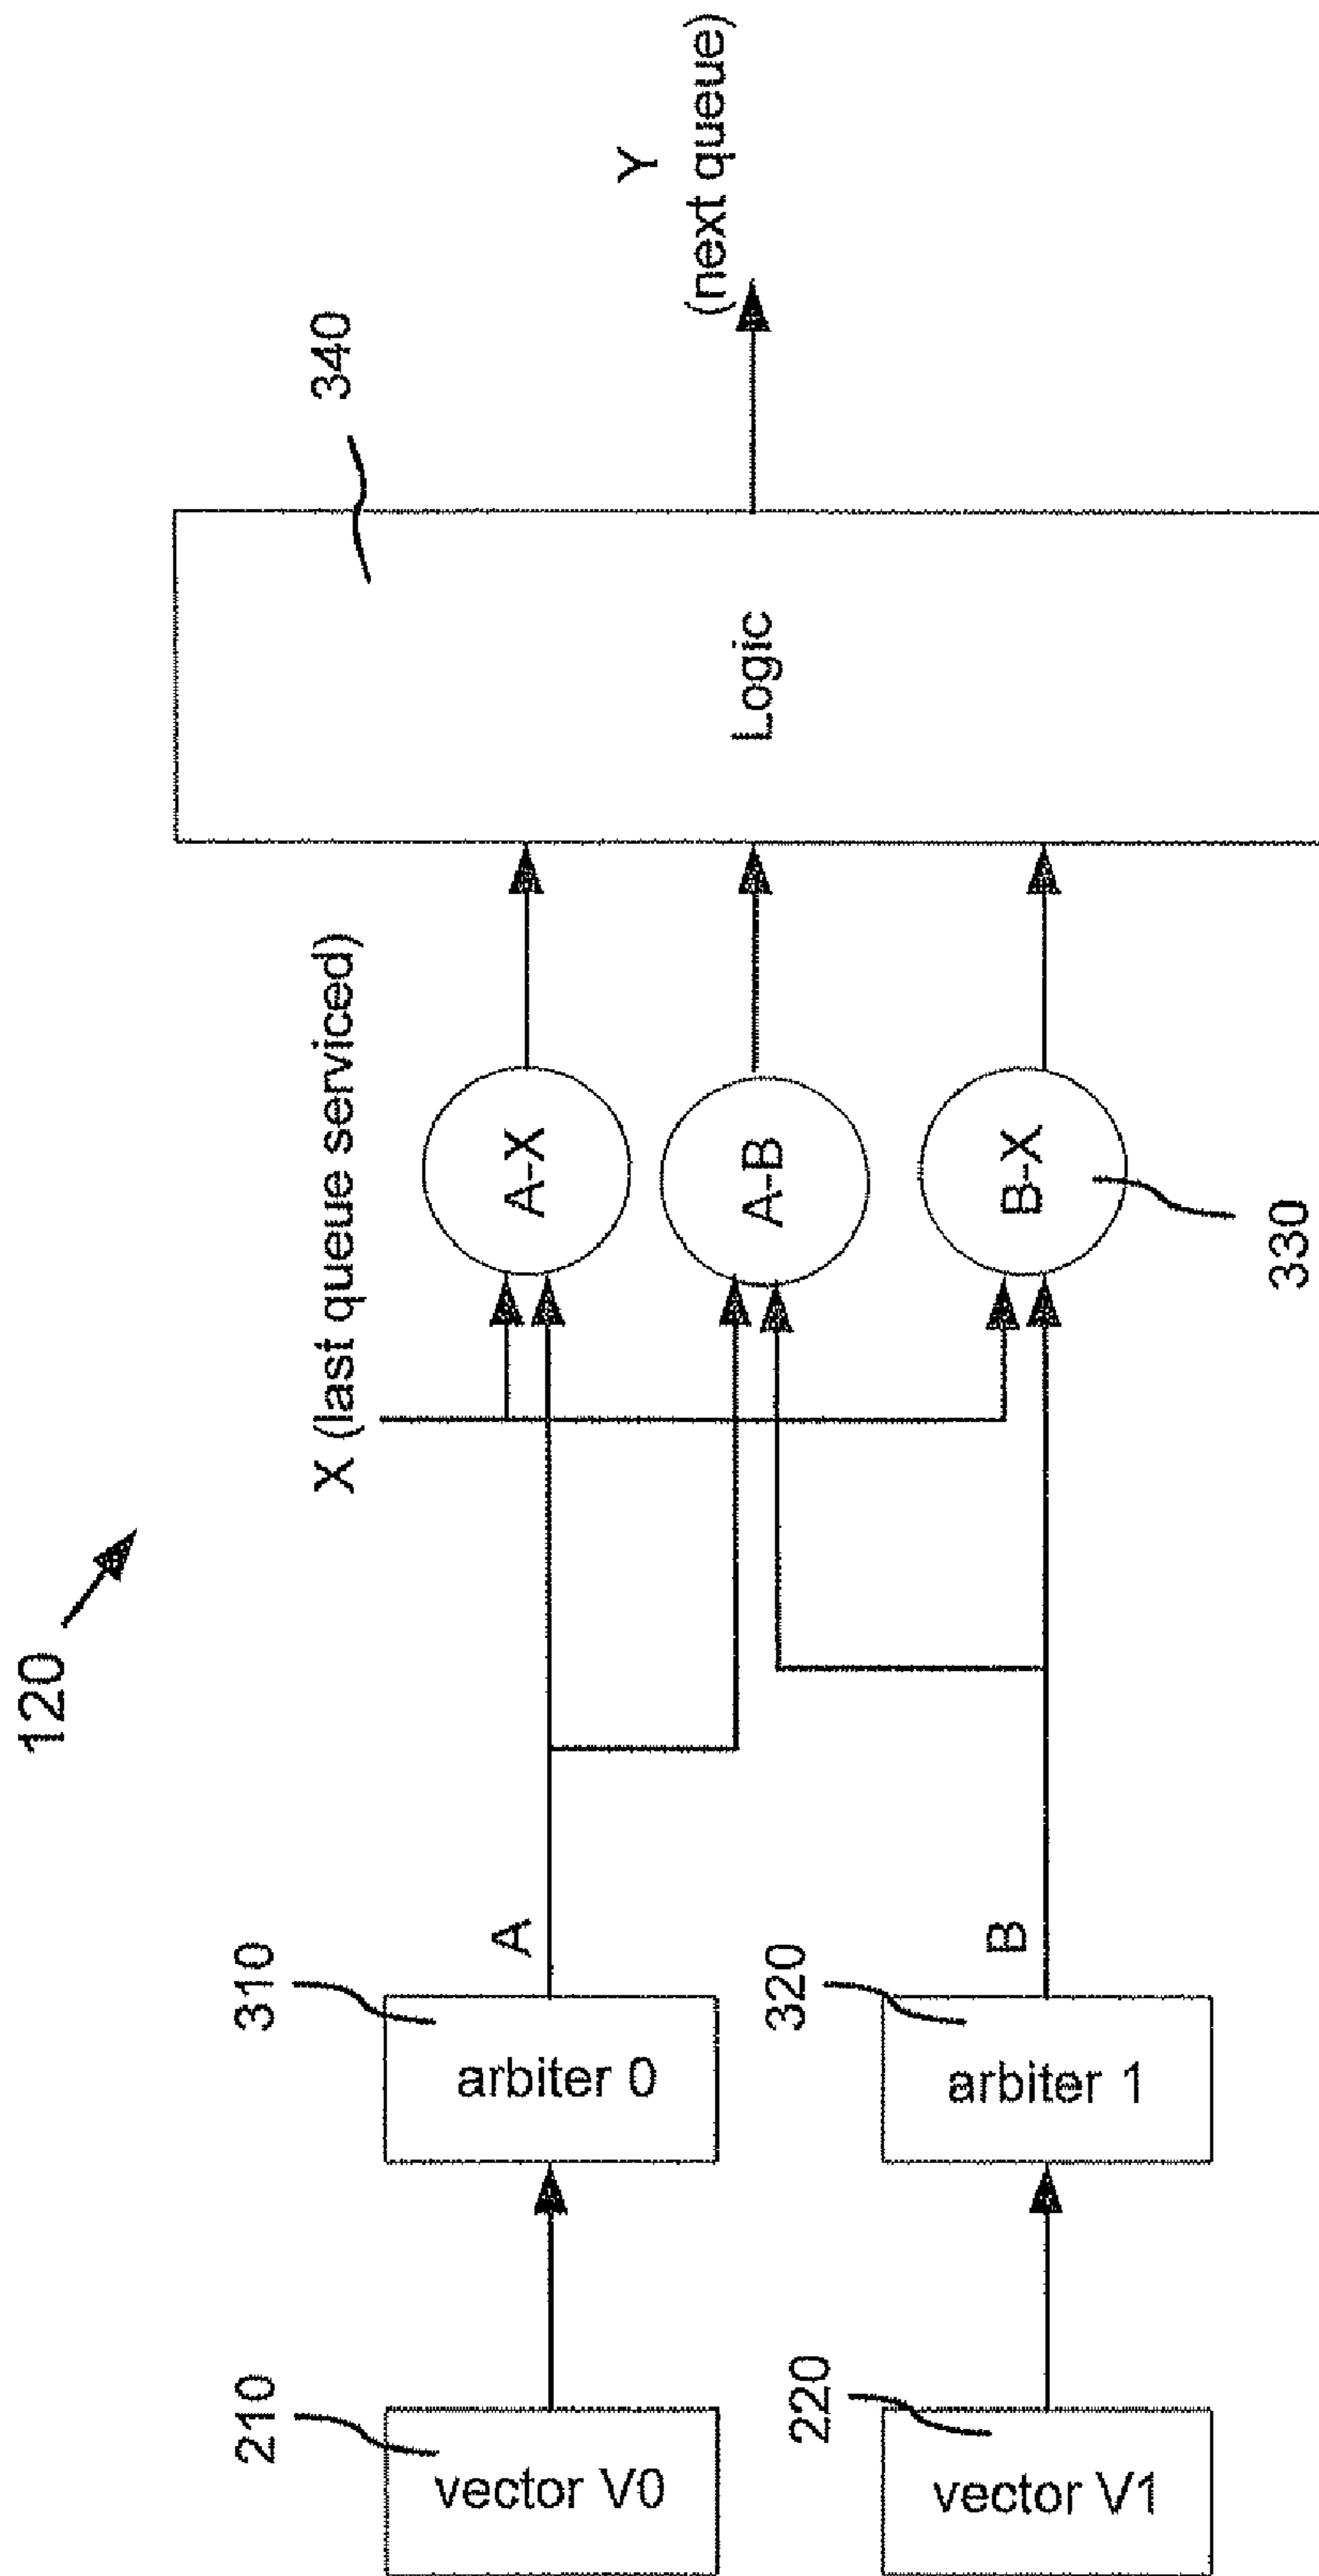 120
X (last queue serviced)
340
Y
(next queue)
210
vector V0
310
arbiter 0
A
A-X
A-B
Logic
220
vector V1
320
arbiter 1
B
B-X
330